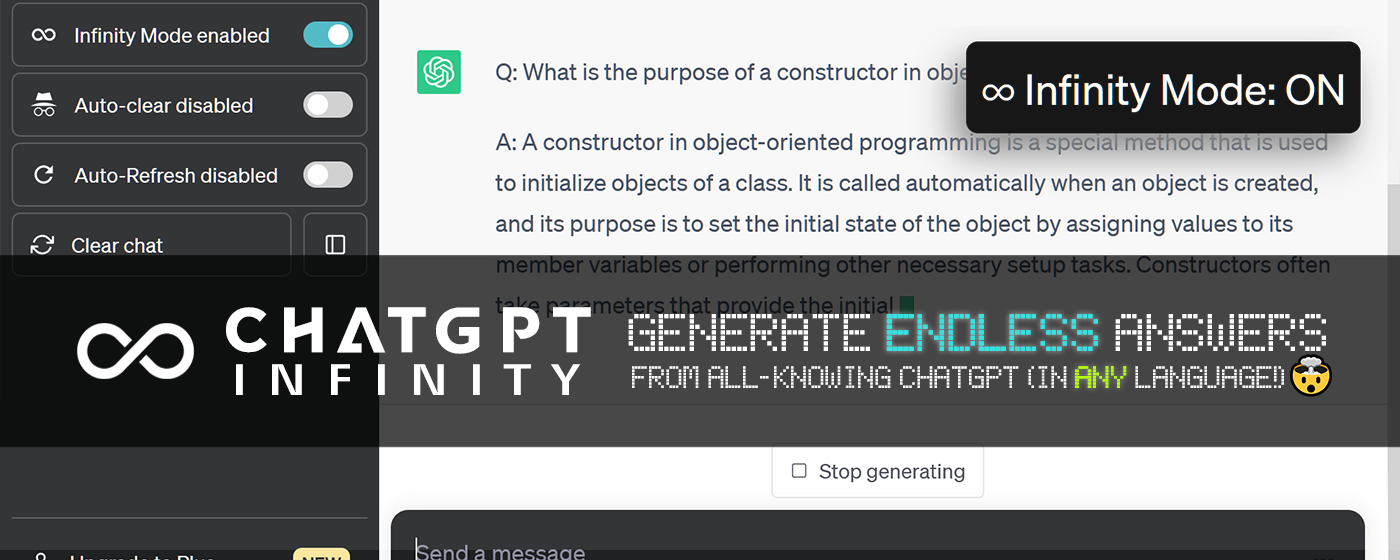 Infinity Mode enabled
Auto-clear disabled
Auto-Refresh disabled
Clear chat
Q: What is the purpose of a constructor in obje
∞ Infinity Mode: ON
A: A constructor in object-oriented programming is a special method that is used
to initialize objects of a class. It is called automatically when an object is created,
and its purpose is to set the initial state of the object by assigning values to its
member variables or performing other necessary setup tasks. Constructors often
take parameters that provide the initial
CHATGPT
INFINITY
GENERATE ENDLESS ANSWERS
FROM ALL-KNOWING CHATGPT (IN ANY LANGUAGE!)
Stop generating
Send a message
Upgrade to Plus
NEW